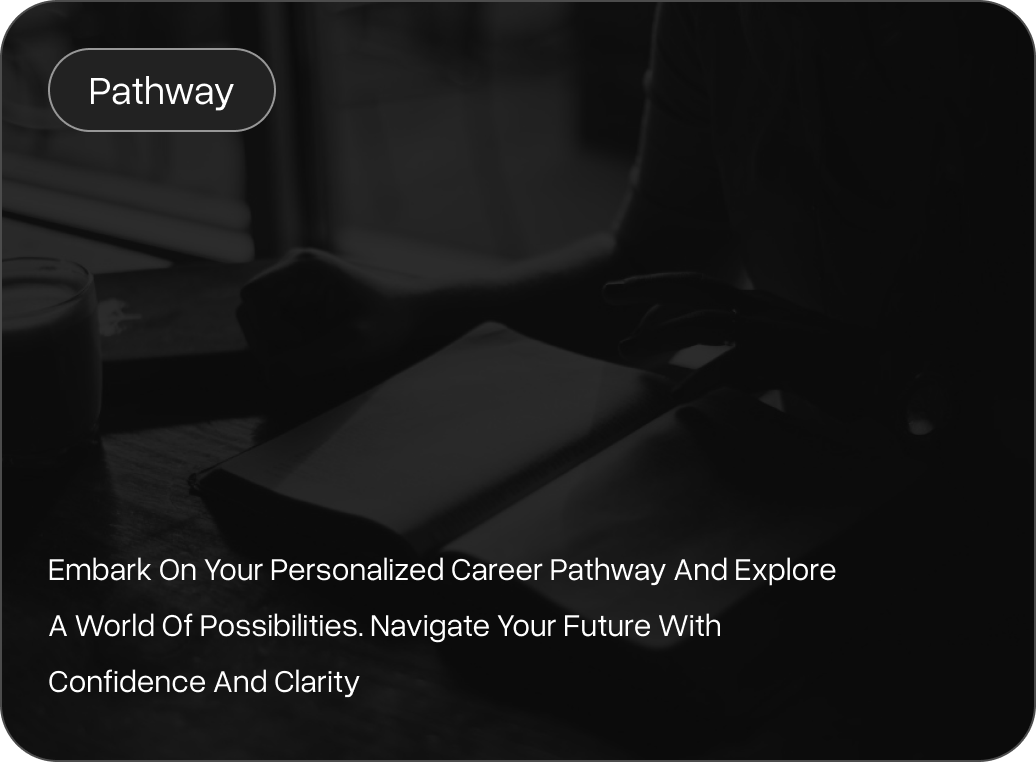 Pathway
Embark On Your Personalized Career Pathway And Explore
A World Of Possibilities. Navigate Your Future With
Confidence And Clarity